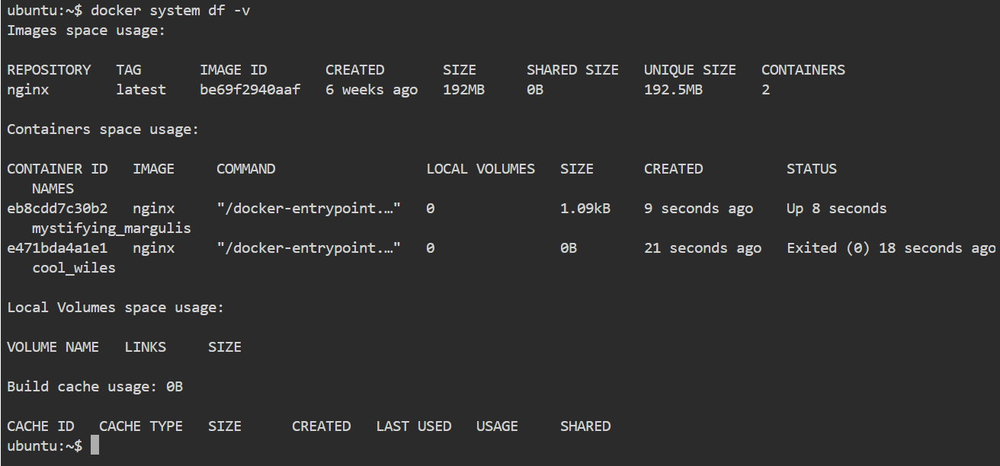 ubuntu:~$ docker system df -v
Images space usage:
REPOSITORY   TAG       IMAGE ID       CREATED       SIZE      SHARED SIZE   UNIQUE SIZE   CONTAINERS
nginx        latest    be69f2940aaf   6 weeks ago   192MB     0B            192.5MB       2
Containers space usage:
CONTAINER ID   IMAGE     COMMAND                  LOCAL VOLUMES   SIZE      CREATED          STATUS
   NAMES
eb8cdd7c30b2   nginx     "/docker-entrypoint.…"   0               1.09kB    9 seconds ago    Up 8 seconds
   mystifying_margulis
e471bda4a1e1   nginx     "/docker-entrypoint.…"   0               0B        21 seconds ago   Exited (0) 18 seconds ago
   cool_wiles
Local Volumes space usage:
VOLUME NAME   LINKS     SIZE
Build cache usage: 0B
CACHE ID   CACHE TYPE   SIZE      CREATED   LAST USED   USAGE     SHARED
ubuntu:~$